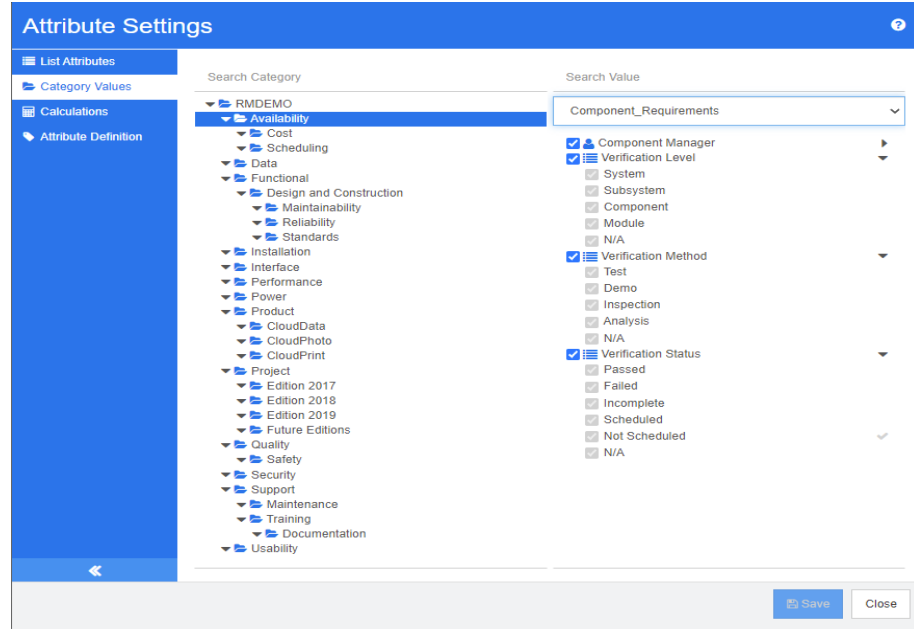 Attribute Settings
List Attributes
Category Values
Calculations
Attribute Definition
Search Category
RMDEMO
Availability
Cost
Scheduling
Data
Functional
Design and Construction
Maintainability
Reliability
Standards
Installation
Interface
Performance
Power
Product
CloudData
CloudPhoto
CloudPrint
Project
Edition 2017
Edition 2018
Edition 2019
Future Editions
Quality
Safety
Security
Support
Maintenance
Training
Documentation
Usability
Search Value
Component_Requirements
Component Manager
Verification Level
System
Subsystem
Component
Module
N/A
Verification Method
Test
Demo
Inspection
Analysis
N/A
Verification Status
Passed
Failed
Incomplete
Scheduled
Not Scheduled
N/A
Save
Close